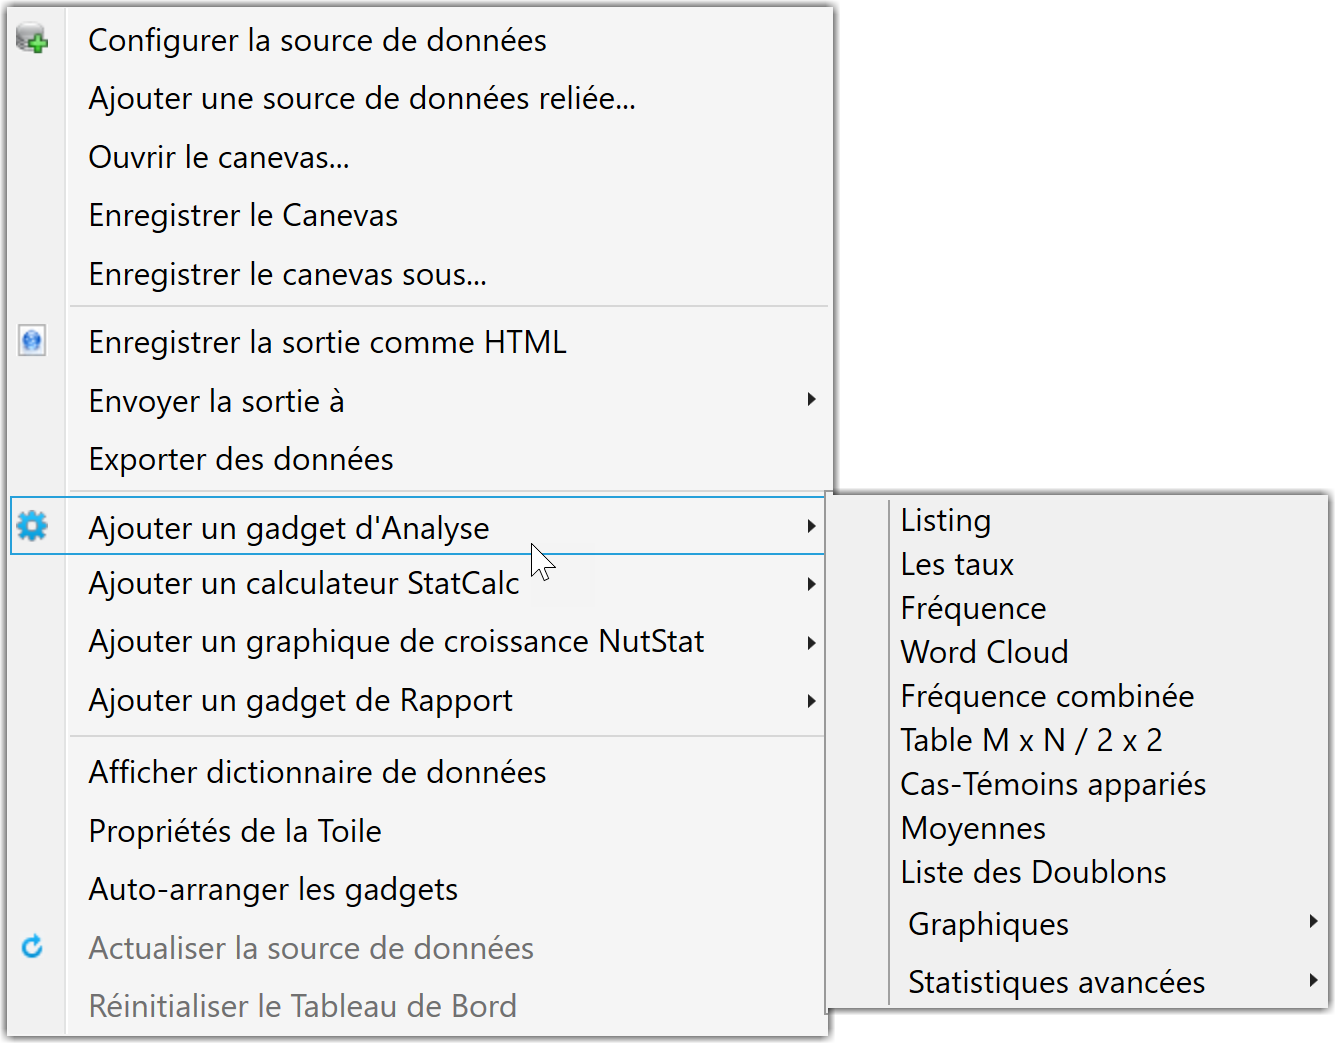 Configurer la source de données
Ajouter une source de données reliée...
Ouvrir le canevas...
Enregistrer le Canevas
Enregistrer le canevas sous...
Enregistrer la sortie comme HTML
Envoyer la sortie à
Exporter des données
Ajouter un gadget d'Analyse
Ajouter un calculateur StatCalc
Ajouter un graphique de croissance NutStat
Ajouter un gadget de Rapport
Afficher dictionnaire de données
Propriétés de la Toile
Auto-arranger les gadgets
Actualiser la source de données
Réinitialiser le Tableau de Bord
Listing
Les taux
Fréquence
Word Cloud
Fréquence combinée
Table M x N / 2 x 2
Cas-Témoins appariés
Moyennes
Liste des Doublons
Graphiques
Statistiques avancées